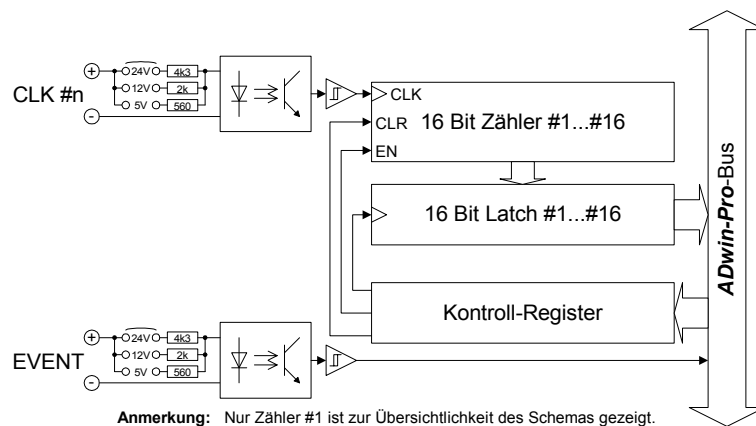 + 24V 4k3
CLK #n 12V 2k
- 5V 560
CLK
CLR 16 Bit Zähler #1...#16
EN
16 Bit Latch #1...#16
Kontroll-Register
ADwin-Pro-Bus
+ 24V 4k3
EVENT 12V 2k
- 5V 560
Anmerkung: Nur Zähler #1 ist zur Übersichtlichkeit des Schemas gezeigt.